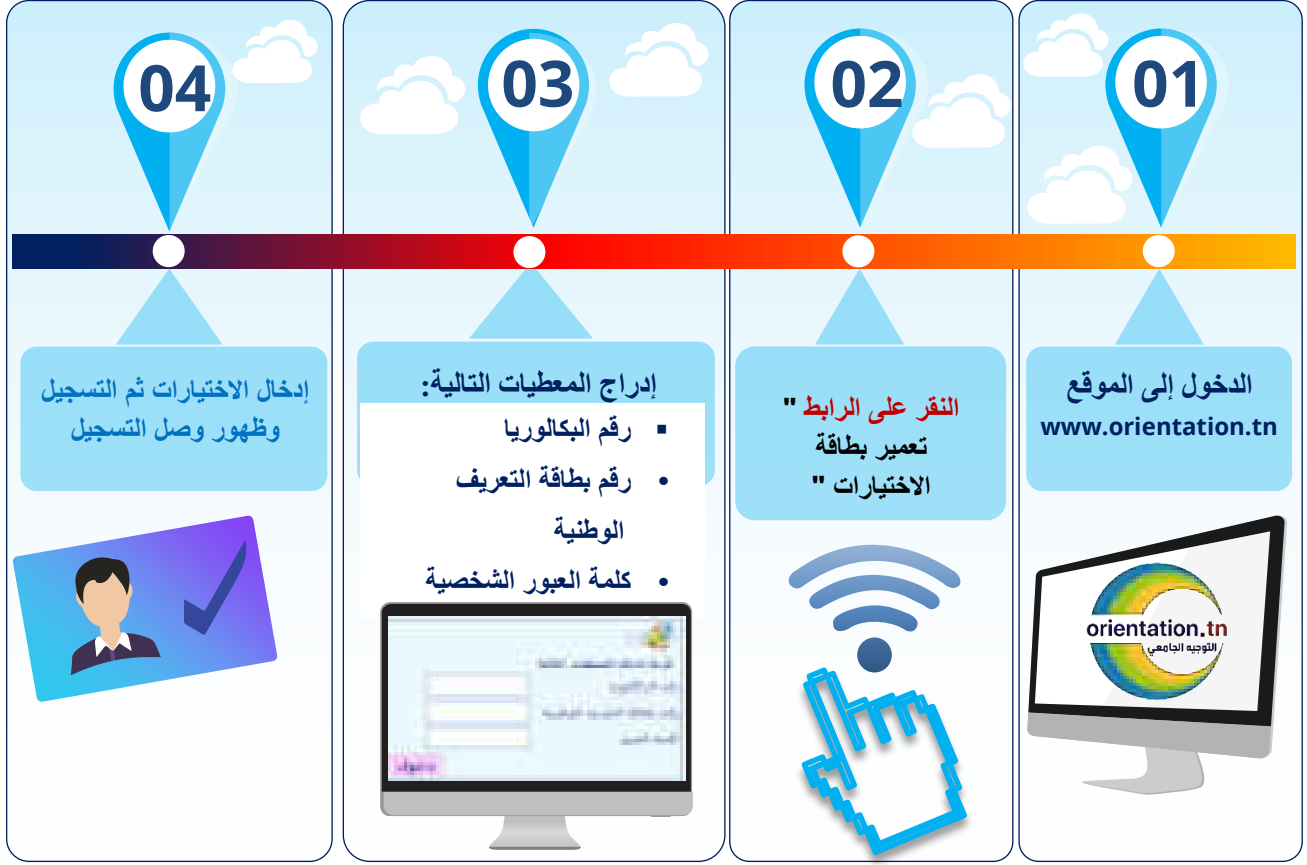 01
الدخول إلى الموقع
www.orientation.tn
orientation.tn
التوجيه الجامعي
02
النقر على الرابط "
تعمير بطاقة
الاختيارات "
03
إدراج المعطيات التالية:
▪ رقم البكالوريا
• رقم بطاقة التعريف
الوطنية
• كلمة العبور الشخصية
04
إدخال الاختيارات ثم التسجيل
وظهور وصل التسجيل